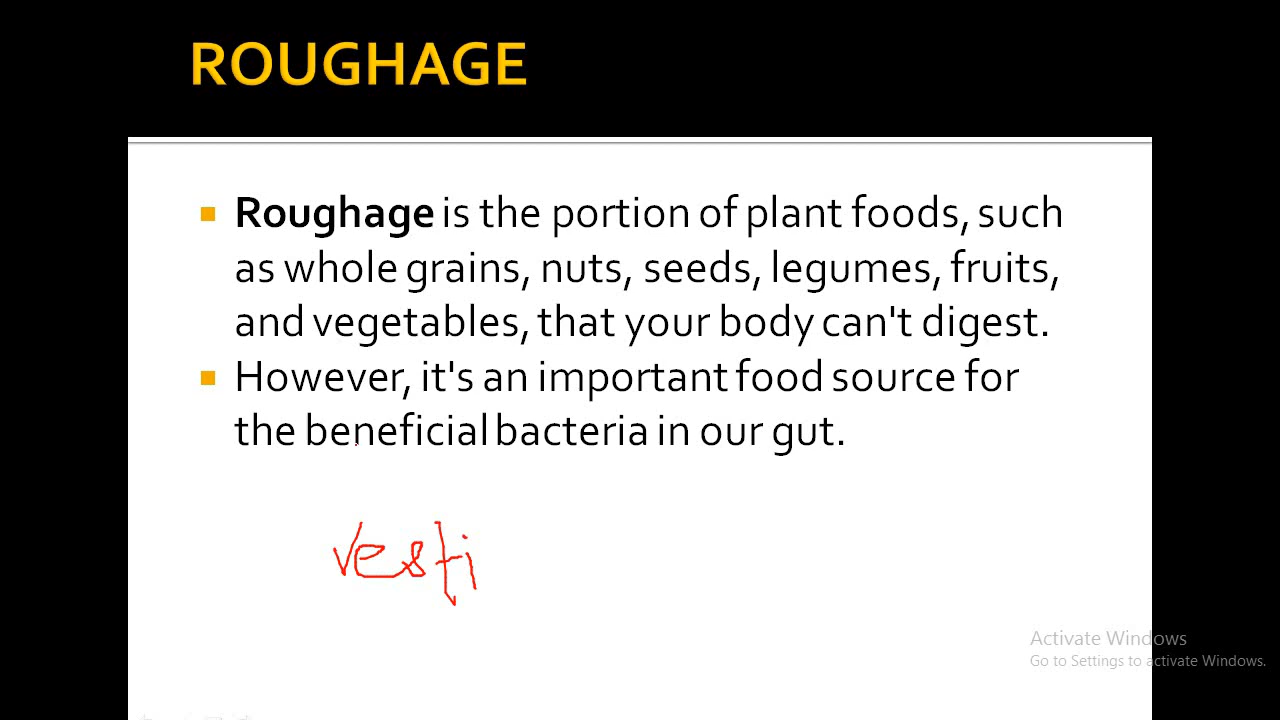 ROUGHAGE
▪ Roughage is the portion of plant foods, such
as whole grains, nuts, seeds, legumes, fruits,
and vegetables, that your body can't digest.
▪ However, it's an important food source for
the beneficial bacteria in our gut.
vesti
Activate Windows
Go to Settings to activate Windows.